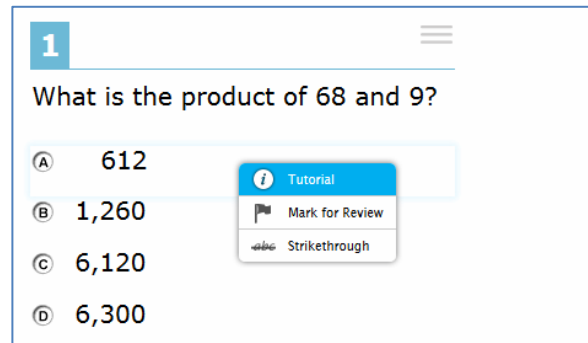 1
What is the product of 68 and 9?
A 612
Tutorial
B 1,260
Mark for Review
abc Strikethrough
C 6,120
D 6,300